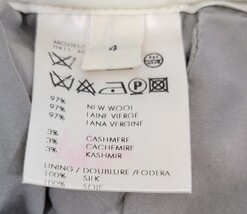 MODEL:
4
97% NEW WOOL
97% LAINE VIERGE
97% LANA VERGINE
3% CASHMERE
3% CACHEMIRE
3% KASHMIR
LINING / DOUBLURE / FODERA
100% SILK
100% SOIE